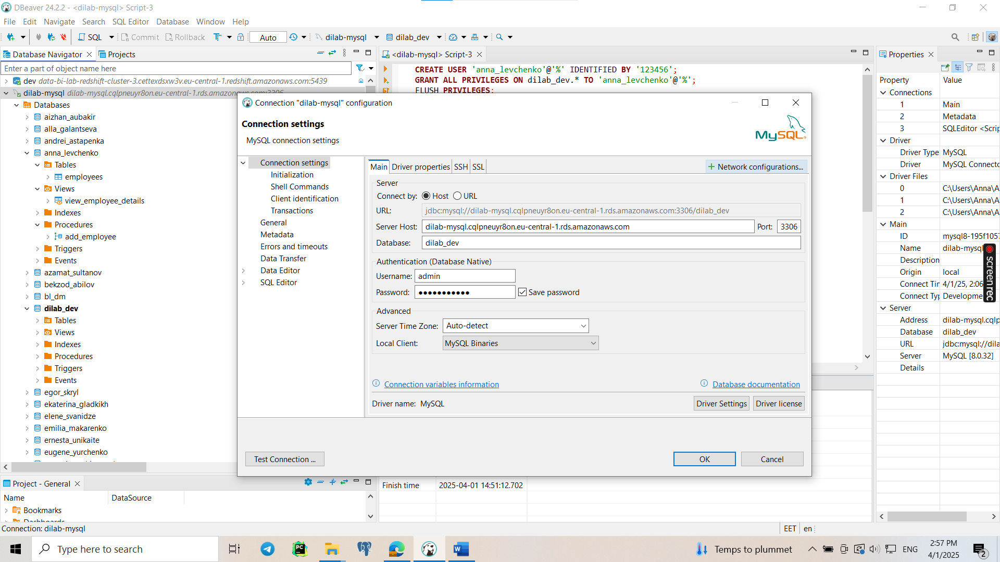 DBeaver 24.2.2 - <dilab-mysql> Script-3
File Edit Navigate Search SQL Editor Database Window Help
SQL Commit Rollback Auto dilab-mysql dilab_dev
Database Navigator Projects
Enter a part of object name here
dev data-bi-lab-redshift-cluster-3.cettexdsxw3v.eu-central-1.redshift.amazonaws.com:5439
dilab-mysql dilab-mysql.cqlpneuyr8on.eu-central-1.rds.amazonaws.com:3306
Databases
aizhan_aubakir
alla_galantseva
andrei_astapenka
anna_levchenko
Tables
employees
Views
view_employee_details
Indexes
Procedures
add_employee
Triggers
Events
azamat_sultanov
bekzod_abilov
bl_dm
dilab_dev
Tables
Views
Indexes
Procedures
Triggers
Events
egor_skryl
ekaterina_gladkikh
elene_svanidze
emilia_makarenko
ernesta_unikaite
eugene_yurchenko
Project - General
Name DataSource
Bookmarks
Dashboards
Connection: dilab-mysql
<dilab-mysql> Script-3
CREATE USER 'anna_levchenko'@'%' IDENTIFIED BY '123456';
GRANT ALL PRIVILEGES ON dilab_dev.* TO 'anna_levchenko'@'%';
FLUSH PRIVILEGES;
Connection "dilab-mysql" configuration
Connection settings
MySQL connection settings
MySQL
Connection settings
Initialization
Shell Commands
Client identification
Transactions
General
Metadata
Errors and timeouts
Data Transfer
Data Editor
SQL Editor
Main Driver properties SSH SSL
Network configurations...
Server
Connect by: Host URL
URL: jdbc:mysql://dilab-mysql.cqlpneuyr8on.eu-central-1.rds.amazonaws.com:3306/dilab_dev
Server Host: dilab-mysql.cqlpneuyr8on.eu-central-1.rds.amazonaws.com Port: 3306
Database: dilab_dev
Authentication (Database Native)
Username: admin
Password: ●●●●●●●●●●● Save password
Advanced
Server Time Zone: Auto-detect
Local Client: MySQL Binaries
Connection variables information Database documentation
Driver name: MySQL Driver Settings Driver license
Test Connection ... OK Cancel
Finish time 2025-04-01 14:51:12.702
Properties
Property Value
Connections
1 Main
2 Metadata
3 SQLEditor <Scrip
Driver
Driver Type MySQL
Driver MySQL Connecto
Driver Files
0 C:\Users\Anna\A
1 C:\Users\Anna\A
2 C:\Users\Anna\A
Main
ID mysql8-195f1057
Name dilab-mysql
Description
Origin local
Connect Tir 4/1/25, 2:06
Connect Typ Developme
Server
Address dilab-mysql.cqlp
Database dilab_dev
URL jdbc:mysql://dila
Server MySQL [8.0.32]
Details
screenrec
EET en
Type here to search
Temps to plummet ENG 2:57 PM
4/1/2025
2